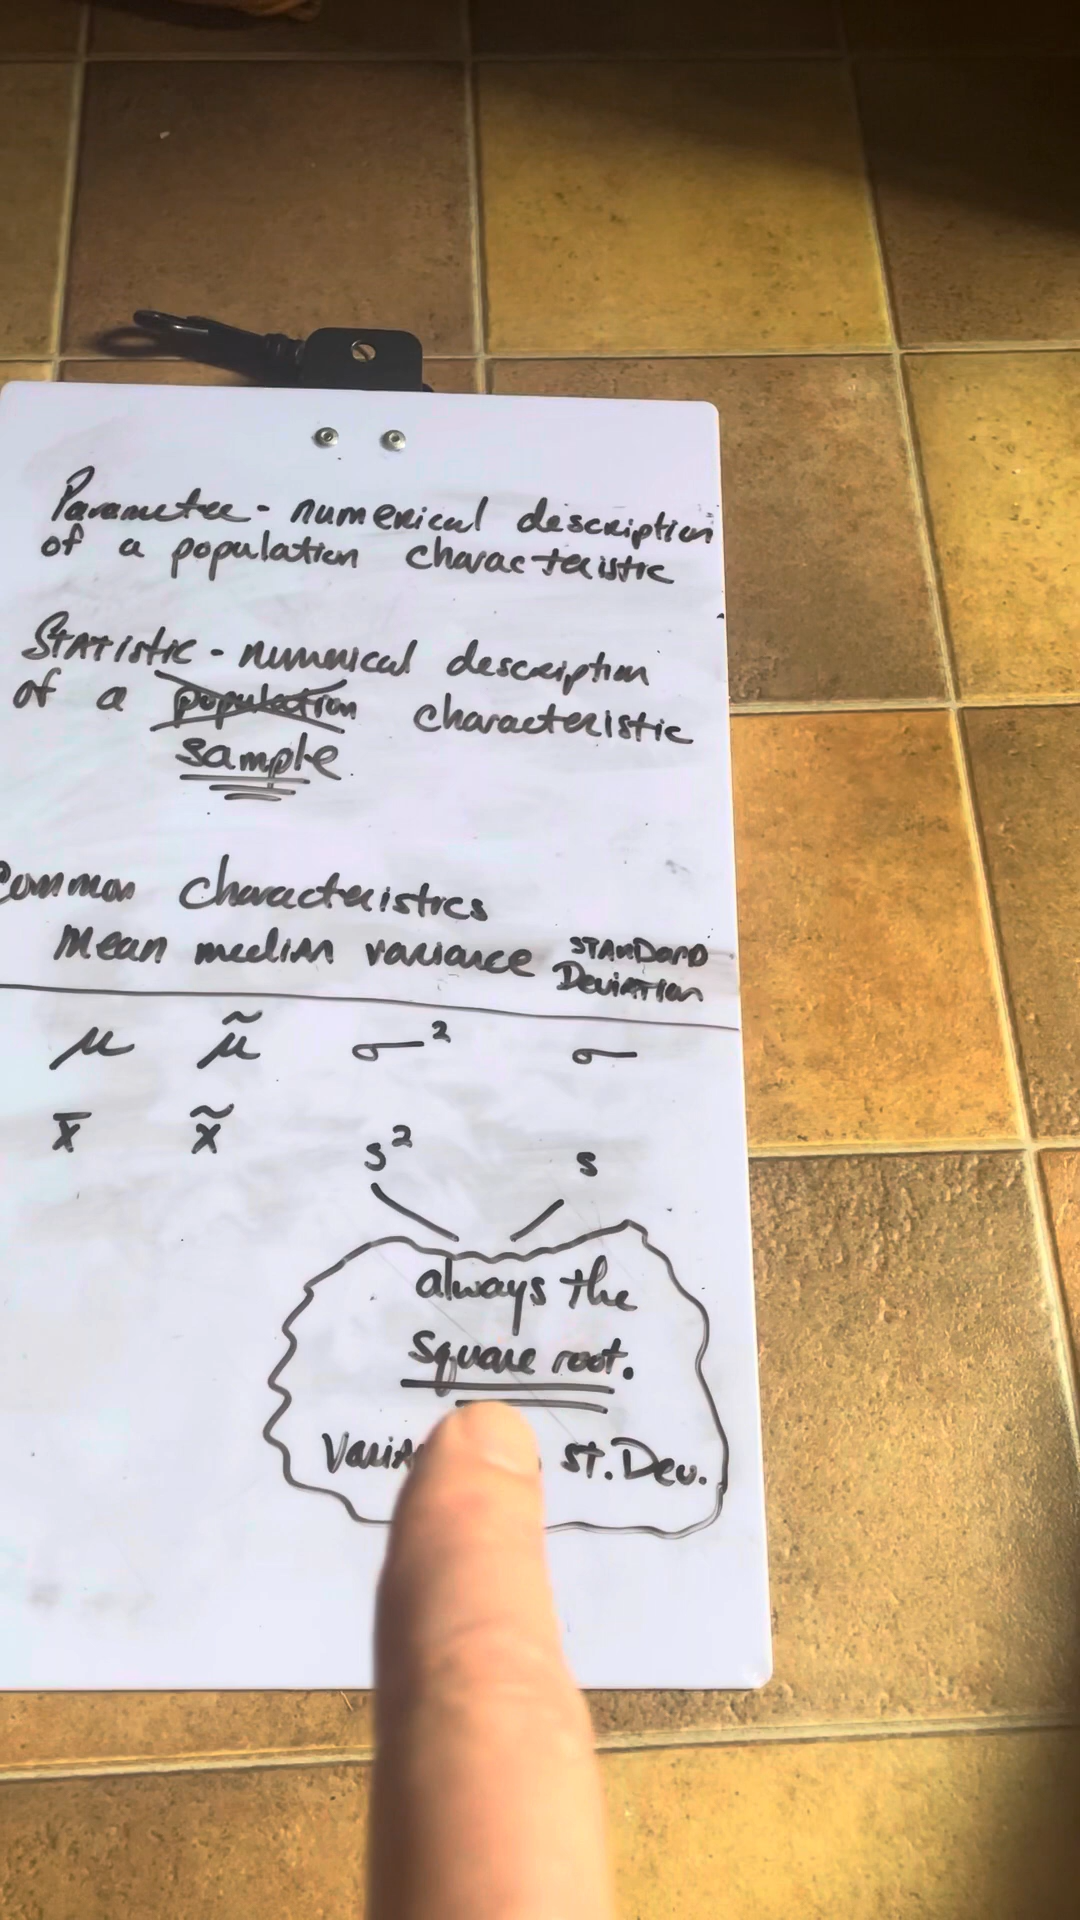 Parameter - numerical description
of a population characteristic
Statistic - numerical description
of a population characteristic
sample
Common Characteristics
Mean median variance STANDARD
DEVIATION
μ μ̃ σ² σ
x̄ x̃ s² s
always the
square root.
St. Dev.